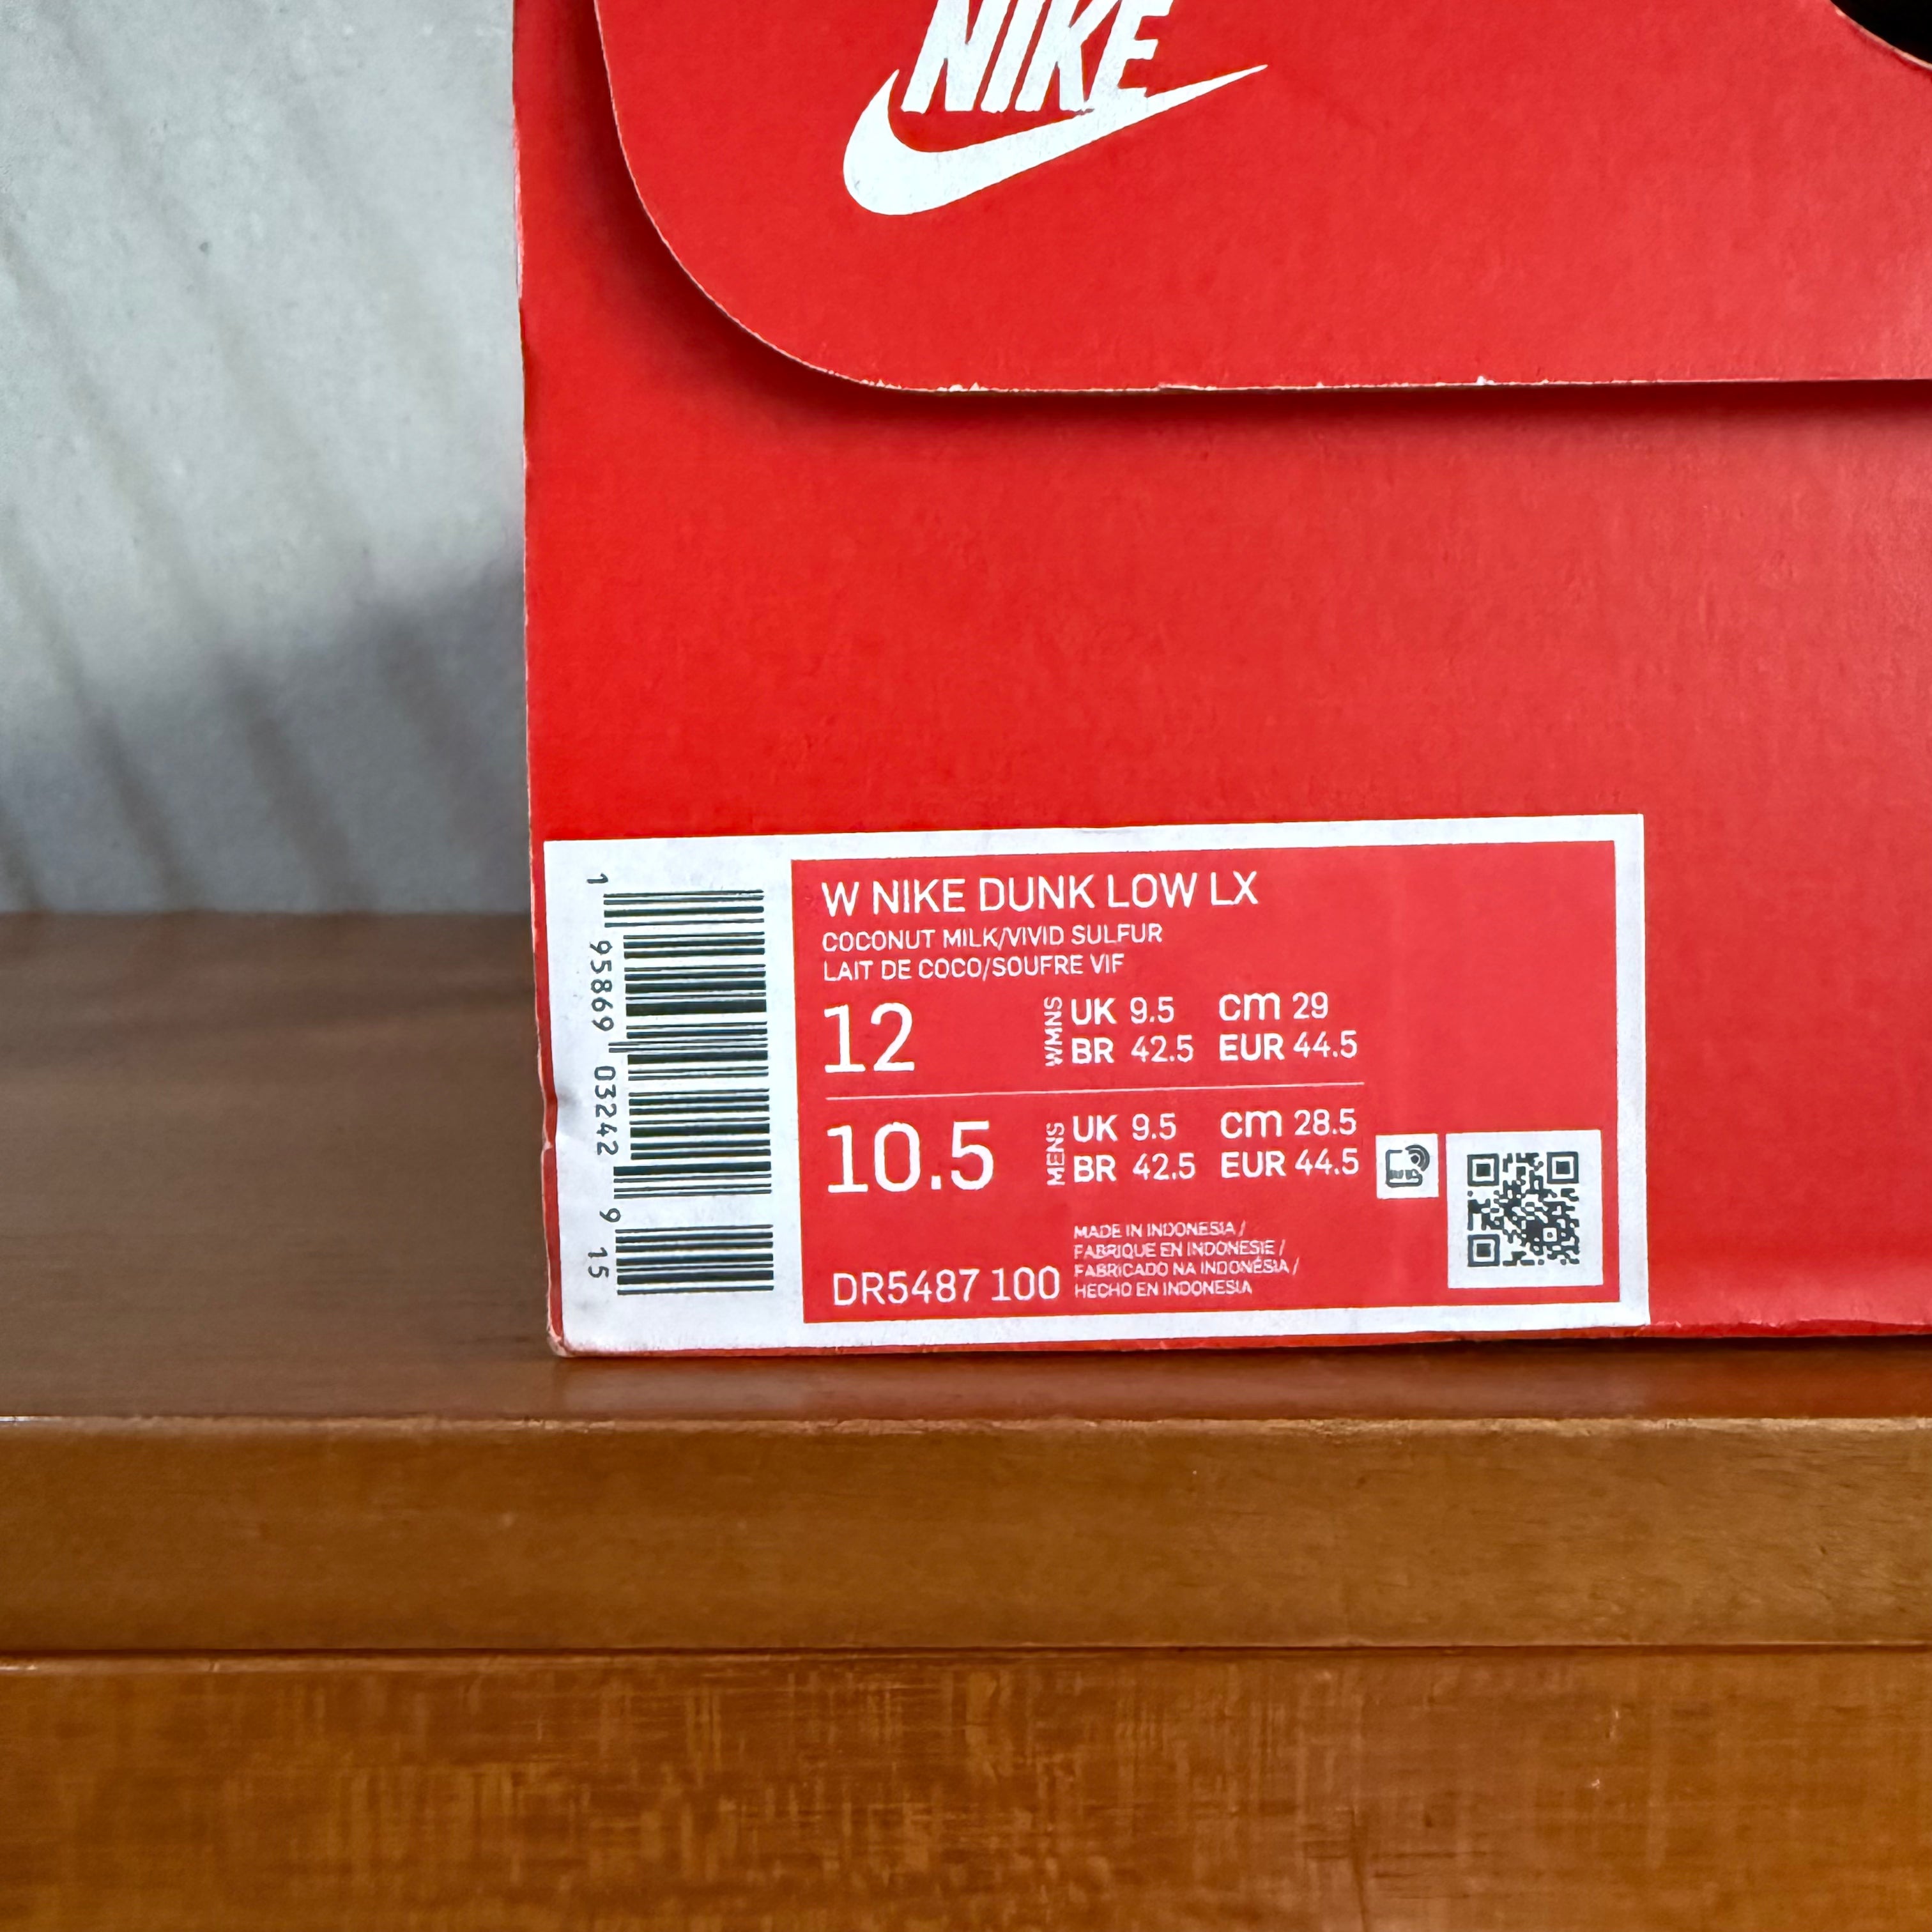 NIKE
W NIKE DUNK LOW LX
COCONUT MILK/VIVID SULFUR
LAIT DE COCO/SOUFRE VIF
12 WMNS UK 9.5 cm 29
BR 42.5 EUR 44.5
10.5 MENS UK 9.5 cm 28.5
BR 42.5 EUR 44.5
MADE IN INDONESIA /
FABRIQUE EN INDONESIE /
FABRICADO NA INDONÉSIA /
HECHO EN INDONESIA
DR5487 100
1 95869 03242 9 15